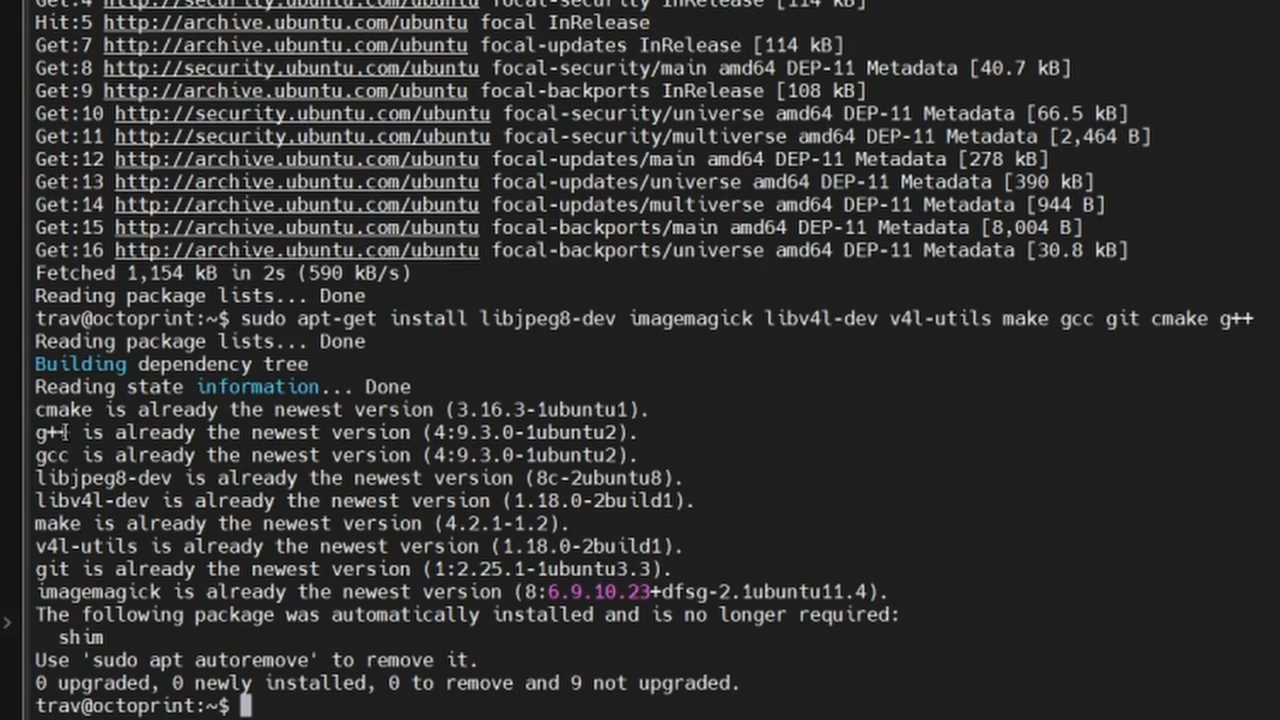 Get:4 http://security.ubuntu.com/ubuntu focal-security InRelease [114 kB]
Hit:5 http://archive.ubuntu.com/ubuntu focal InRelease
Get:7 http://archive.ubuntu.com/ubuntu focal-updates InRelease [114 kB]
Get:8 http://security.ubuntu.com/ubuntu focal-security/main amd64 DEP-11 Metadata [40.7 kB]
Get:9 http://archive.ubuntu.com/ubuntu focal-backports InRelease [108 kB]
Get:10 http://security.ubuntu.com/ubuntu focal-security/universe amd64 DEP-11 Metadata [66.5 kB]
Get:11 http://security.ubuntu.com/ubuntu focal-security/multiverse amd64 DEP-11 Metadata [2,464 B]
Get:12 http://archive.ubuntu.com/ubuntu focal-updates/main amd64 DEP-11 Metadata [278 kB]
Get:13 http://archive.ubuntu.com/ubuntu focal-updates/universe amd64 DEP-11 Metadata [390 kB]
Get:14 http://archive.ubuntu.com/ubuntu focal-updates/multiverse amd64 DEP-11 Metadata [944 B]
Get:15 http://archive.ubuntu.com/ubuntu focal-backports/main amd64 DEP-11 Metadata [8,004 B]
Get:16 http://archive.ubuntu.com/ubuntu focal-backports/universe amd64 DEP-11 Metadata [30.8 kB]
Fetched 1,154 kB in 2s (590 kB/s)
Reading package lists... Done
trav@octoprint:~$ sudo apt-get install libjpeg8-dev imagemagick libv4l-dev v4l-utils make gcc git cmake g++
Reading package lists... Done
Building dependency tree
Reading state information... Done
cmake is already the newest version (3.16.3-1ubuntu1).
g++ is already the newest version (4:9.3.0-1ubuntu2).
gcc is already the newest version (4:9.3.0-1ubuntu2).
libjpeg8-dev is already the newest version (8c-2ubuntu8).
libv4l-dev is already the newest version (1.18.0-2build1).
make is already the newest version (4.2.1-1.2).
v4l-utils is already the newest version (1.18.0-2build1).
git is already the newest version (1:2.25.1-1ubuntu3.3).
imagemagick is already the newest version (8:6.9.10.23+dfsg-2.1ubuntu11.4).
The following package was automatically installed and is no longer required:
shim
Use 'sudo apt autoremove' to remove it.
0 upgraded, 0 newly installed, 0 to remove and 9 not upgraded.
trav@octoprint:~$